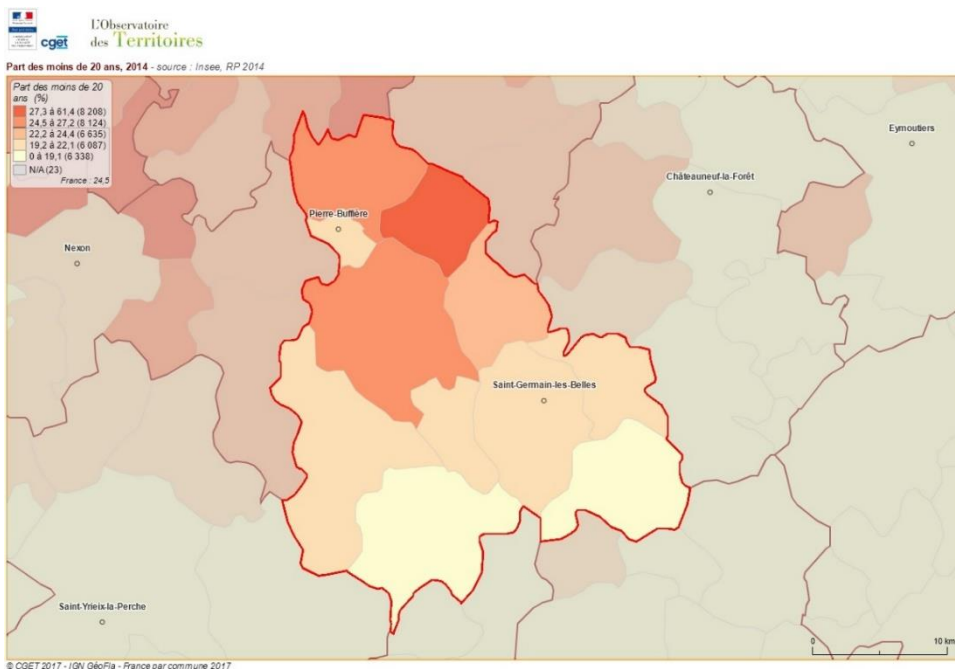 cget
L'Observatoire
des Territoires
Part des moins de 20 ans, 2014 - source : Insee, RP 2014
Part des moins de 20
ans (%)
27,3 à 61,4 (8 208)
24,5 à 27,2 (8 124)
22,2 à 24,4 (6 635)
19,2 à 22,1 (6 087)
0 à 19,1 (6 338)
N/A (23)
France : 24,5
Eymoutiers
Châteauneuf-la-Forêt
Pierre-Buffière
Nexon
Saint-Germain-les-Belles
Saint-Yrieix-la-Perche
0 10 km
© CGET 2017 - IGN GéoFla - France par commune 2017